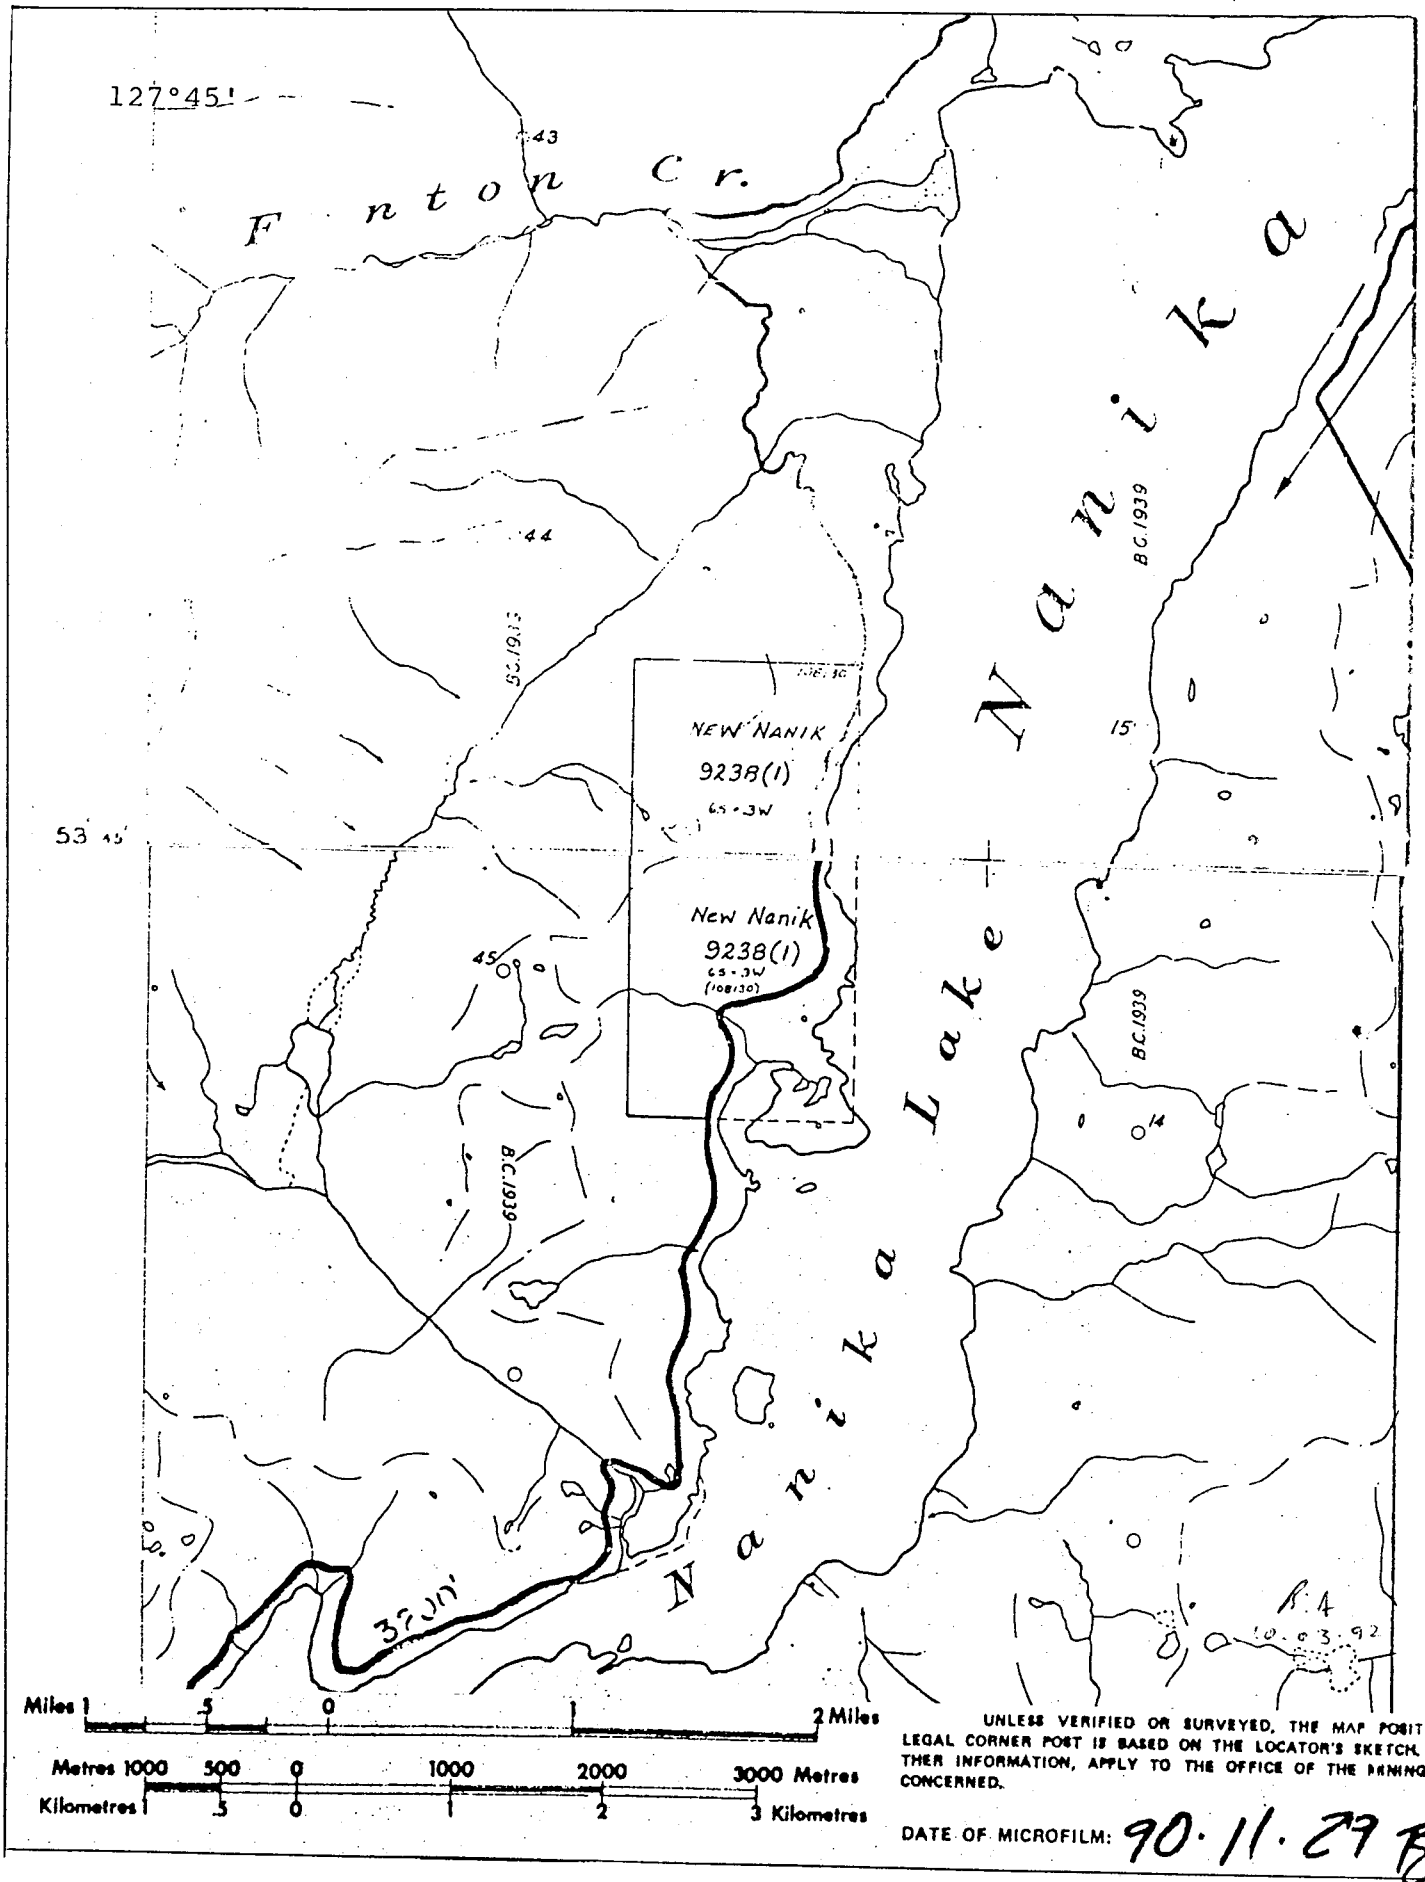 127°45'
43
F nton Cr.
Nanika
B.C.1939
44
108130
NEW NANIK
9238(1)
6S-3W
15
53 45'
New Nanik
9238(1)
6S-3W
(108130)
45
Lake
B.C.1939
14
B.C.1939
Nanika
10.03.92
Miles 1 .5 0 1 2 Miles
Metres 1000 500 0 1000 2000 3000 Metres
Kilometres 1 .5 0 1 2 3 Kilometres
UNLESS VERIFIED OR SURVEYED, THE MAP POSIT
LEGAL CORNER POST IS BASED ON THE LOCATOR'S SKETCH.
THER INFORMATION, APPLY TO THE OFFICE OF THE MINING
CONCERNED.
DATE OF MICROFILM: 90.11.29